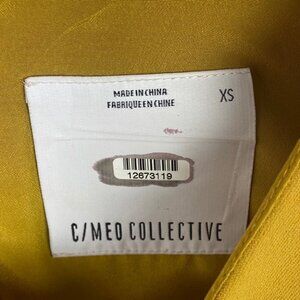 MADE IN CHINA
FABRIQUE EN CHINE
XS
12673119
C/MEO COLLECTIVE